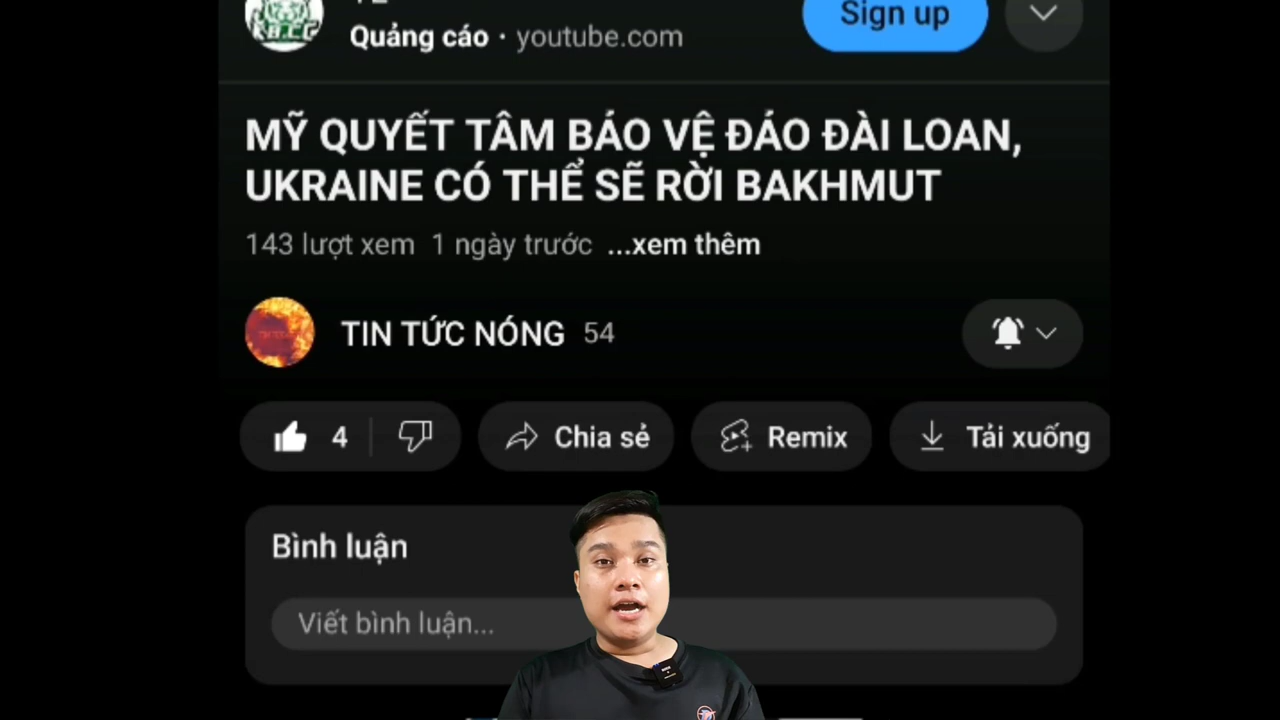 Quảng cáo · youtube.com
Sign up
MỸ QUYẾT TÂM BẢO VỆ ĐẢO ĐÀI LOAN,
UKRAINE CÓ THỂ SẼ RỜI BAKHMUT
143 lượt xem 1 ngày trước ...xem thêm
TIN TỨC NÓNG 54
4
Chia sẻ
Remix
Tải xuống
Bình luận
Viết bình luận...